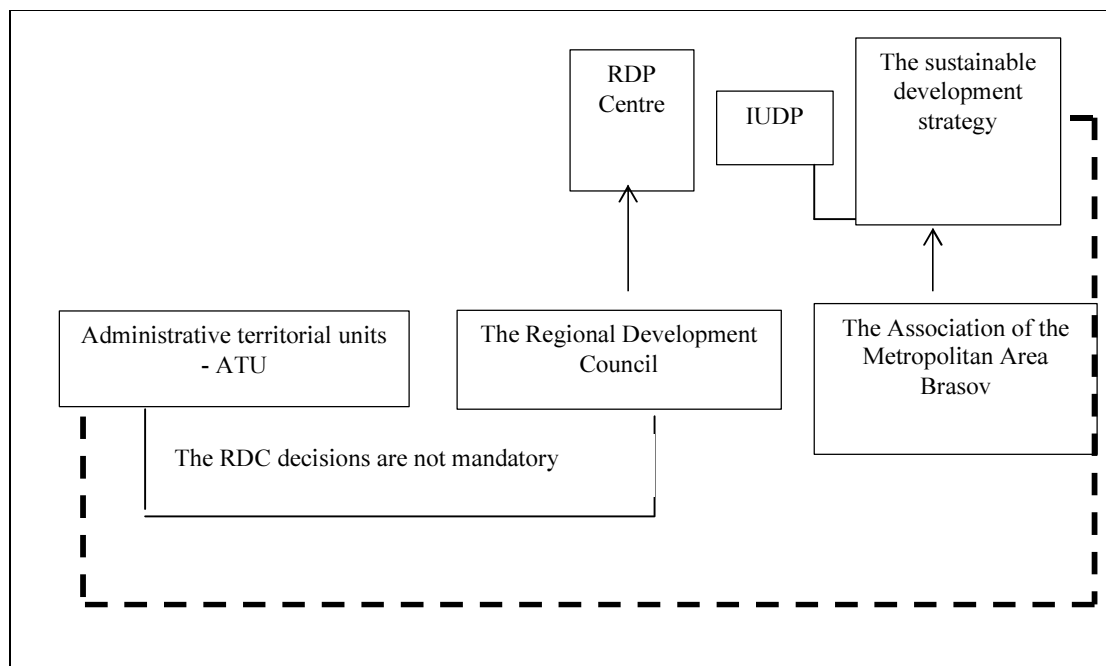 RDP
Centre
IUDP
The sustainable
development
strategy
Administrative territorial units
- ATU
The Regional Development
Council
The Association of the
Metropolitan Area
Brasov
The RDC decisions are not mandatory